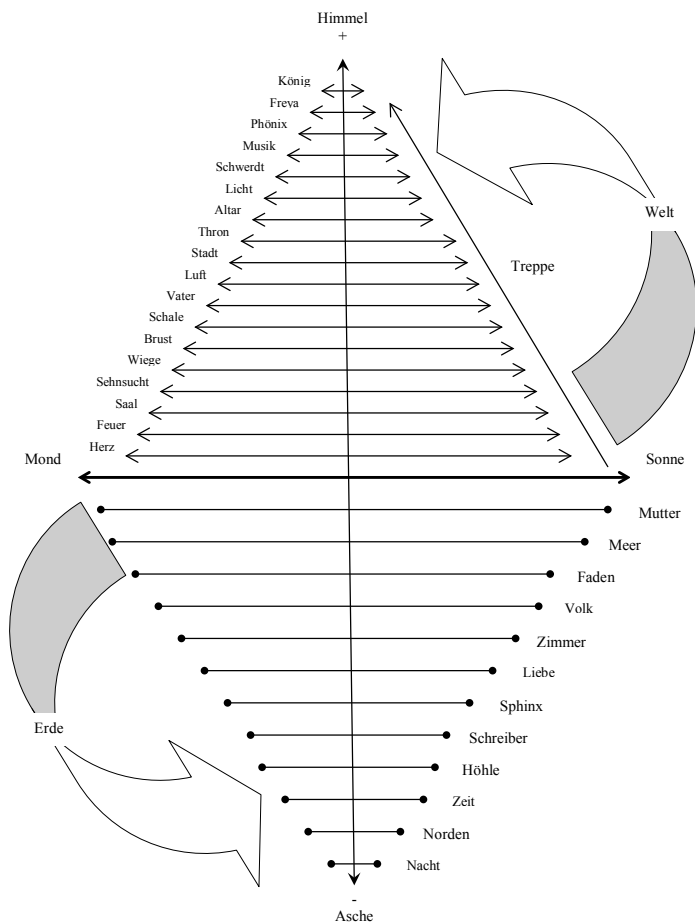 Himmel
+
König
Freya
Phönix
Musik
Schwerdt
Licht
Altar
Thron
Stadt
Luft
Vater
Schale
Brust
Wiege
Sehnsucht
Saal
Feuer
Herz
Welt
Treppe
Mond
Sonne
Mutter
Meer
Faden
Volk
Zimmer
Liebe
Sphinx
Schreiber
Höhle
Zeit
Norden
Nacht
Erde
-
Asche